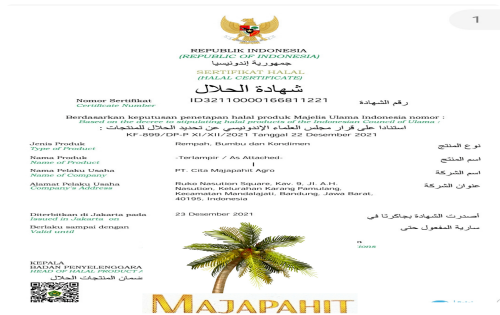 1
REPUBLIK INDONESIA
(REPUBLIC OF INDONESIA)
جمهورية إندونيسيا
SERTIFIKAT HALAL
(HALAL CERTIFICATE)
شهادة الحلال
Nomor Sertifikat ID32110000166811221 رقم الشهادة
Certificate Number
Berdasarkan keputusan penetapan halal produk Majelis Ulama Indonesia nomor :
Based on the decree in stipulating halal products of the Indonesian Council of Ulama :
استنادا على قرار مجلس العلماء الإندونيسي عن تحديد الحلال للمنتجات :
KF-899/DP-P XI/XII/2021 Tanggal 22 Desember 2021
Jenis Produk Rempah, Bumbu dan Kondimen نوع المنتج
Type of Product
Nama Produk -Terlampir / As Attached- اسم المنتج
Name of Product
Nama Pelaku Usaha PT. Cita Majapahit Agro اسم الشركة
Name of Company
Alamat Pelaku Usaha Ruko Nasution Square, Kav. 9, Jl. A.H. عنوان الشركة
Company's Address Nasution, Kelurahan Karang Pamulang,
Kecamatan Mandalajati, Bandung, Jawa Barat,
40195, Indonesia
Diterbitkan di Jakarta pada 23 Desember 2021 أصدرت الشهادة بجاكرتا في
Issued in Jakarta on
Berlaku sampai dengan سارية المفعول حتى
Valid until
KEPALA
BADAN PENYELENGGARA
HEAD OF HALAL PRODUCT
ضمان المنتجات الحلال
MAJAPAHIT